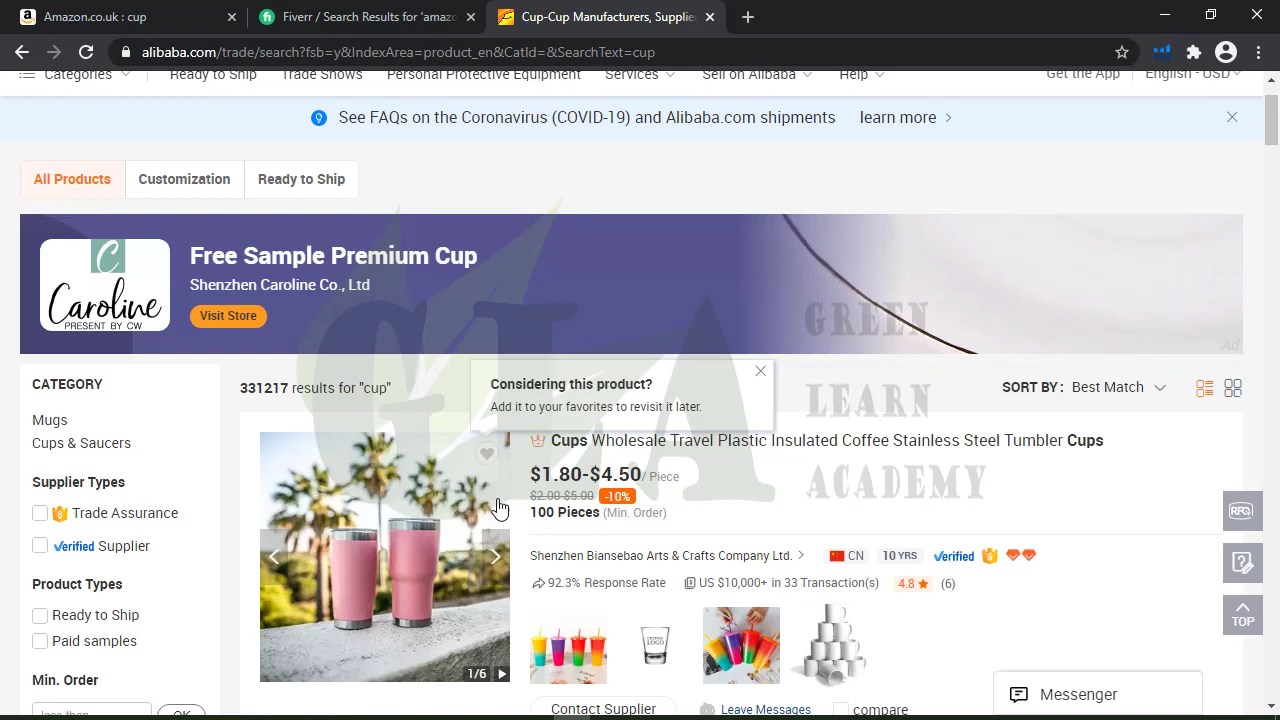 Amazon.co.uk : cup
Fiverr / Search Results for 'amazo
Cup-Cup Manufacturers, Supplie
alibaba.com/trade/search?fsb=y&IndexArea=product_en&CatId=&SearchText=cup
Categories
Ready to Ship
Trade Shows
Personal Protective Equipment
Services
Sell on Alibaba
Help
Get the App
English - USD
See FAQs on the Coronavirus (COVID-19) and Alibaba.com shipments learn more
All Products
Customization
Ready to Ship
C
Caroline
PRESENT BY CW
Free Sample Premium Cup
Shenzhen Caroline Co., Ltd
Visit Store
Ad
GLA
GREEN
LEARN
ACADEMY
CATEGORY
Mugs
Cups & Saucers
Supplier Types
Trade Assurance
Verified Supplier
Product Types
Ready to Ship
Paid samples
Min. Order
less than
OK
331217 results for "cup"
SORT BY : Best Match
Considering this product?
Add it to your favorites to revisit it later.
1/6
Cups Wholesale Travel Plastic Insulated Coffee Stainless Steel Tumbler Cups
$1.80-$4.50 / Piece
$2.00-$5.00 -10%
100 Pieces (Min. Order)
Shenzhen Biansebao Arts & Crafts Company Ltd. CN 10 YRS Verified
92.3% Response Rate US $10,000+ in 33 Transaction(s) 4.8 (6)
LOGO
Contact Supplier
Leave Messages
compare
RFQ
TOP
Messenger